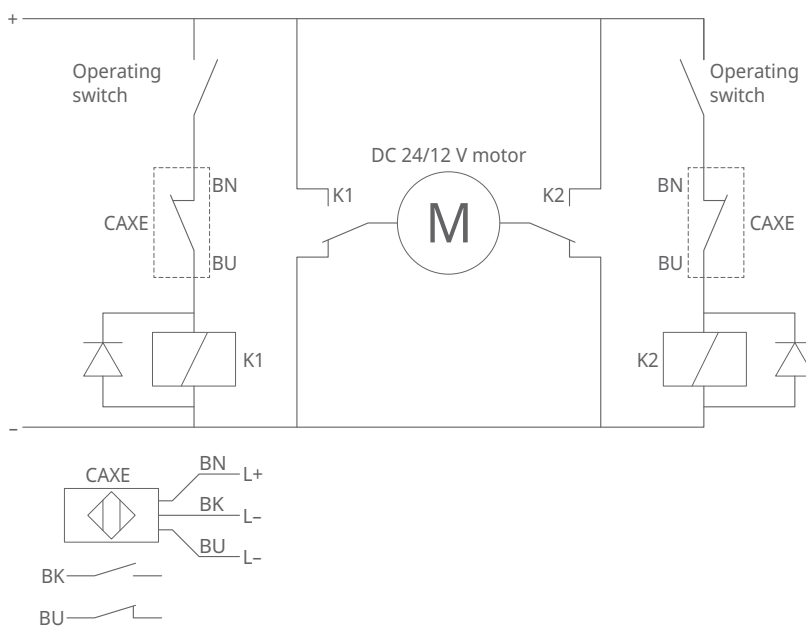 +
Operating
switch
Operating
switch
DC 24/12 V motor
BN
K1
K2
BN
CAXE
M
CAXE
BU
BU
K1
K2
–
CAXE
BN
L+
BK
L–
BU
L–
BK
BU